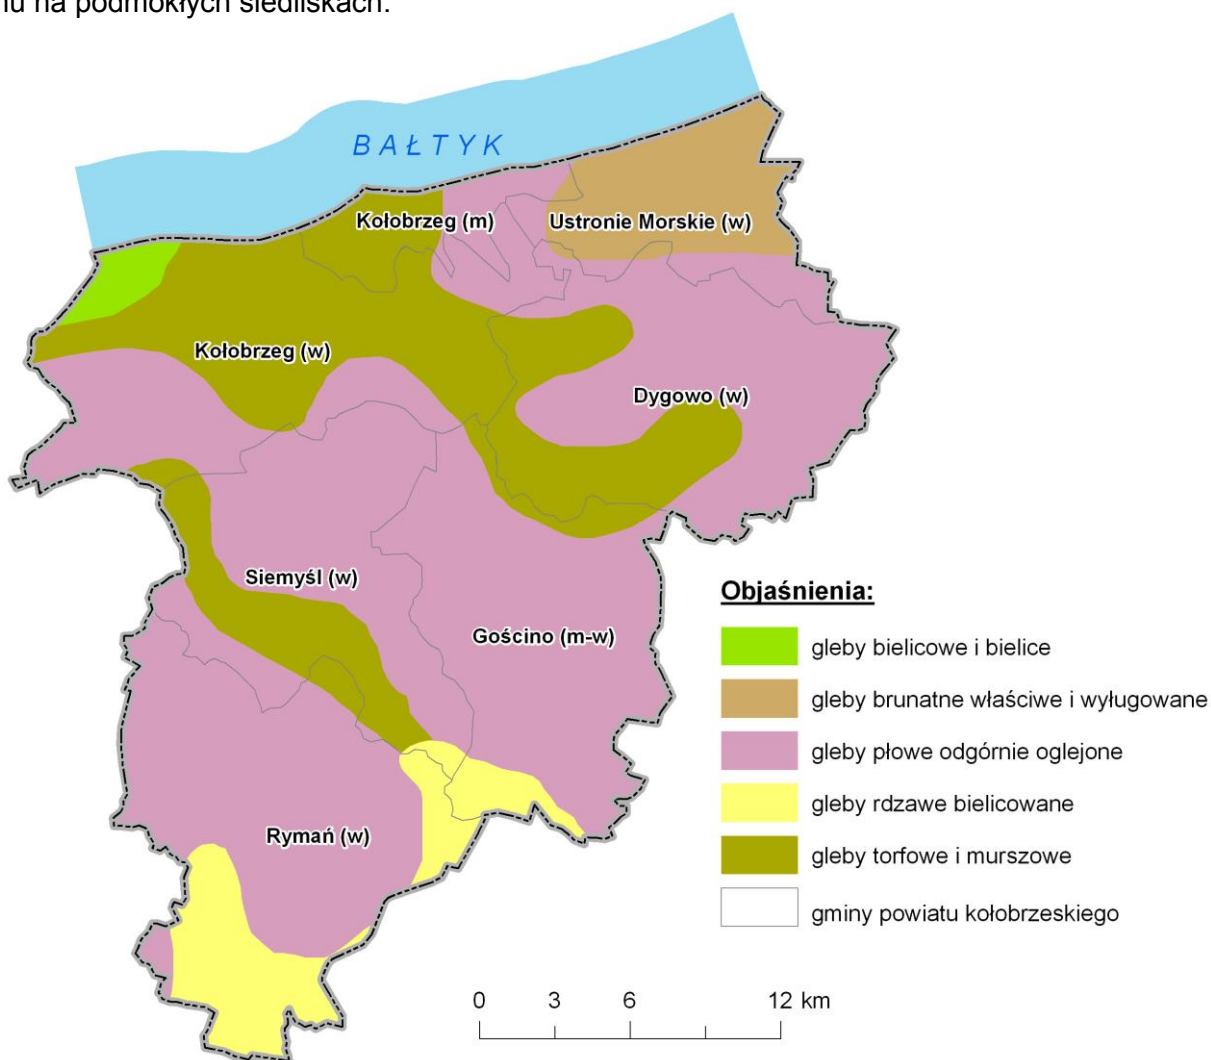 na podmokłych siedliskach.
BAŁTYK
Kołobrzeg (m)
Ustronie Morskie (w)
Kołobrzeg (w)
Dygowo (w)
Siemyśl (w)
Gościno (m-w)
Rymań (w)
Objaśnienia:
gleby bielicowe i bielice
gleby brunatne właściwe i wyługowane
gleby płowe odgórnie oglejone
gleby rdzawe bielicowane
gleby torfowe i murszowe
gminy powiatu kołobrzeskiego
0 3 6 12 km